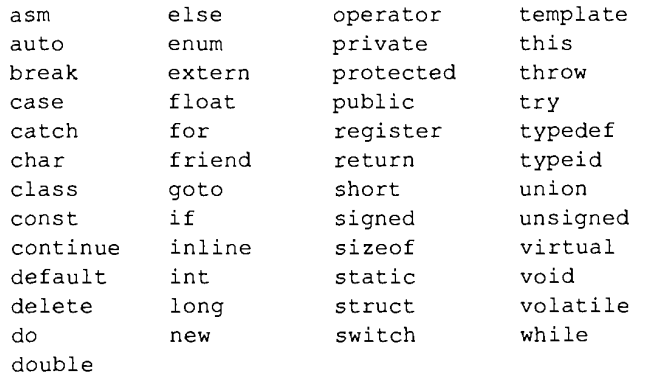 asm else operator template
auto enum private this
break extern protected throw
case float public try
catch for register typedef
char friend return typeid
class goto short union
const if signed unsigned
continue inline sizeof virtual
default int static void
delete long struct volatile
do new switch while
double